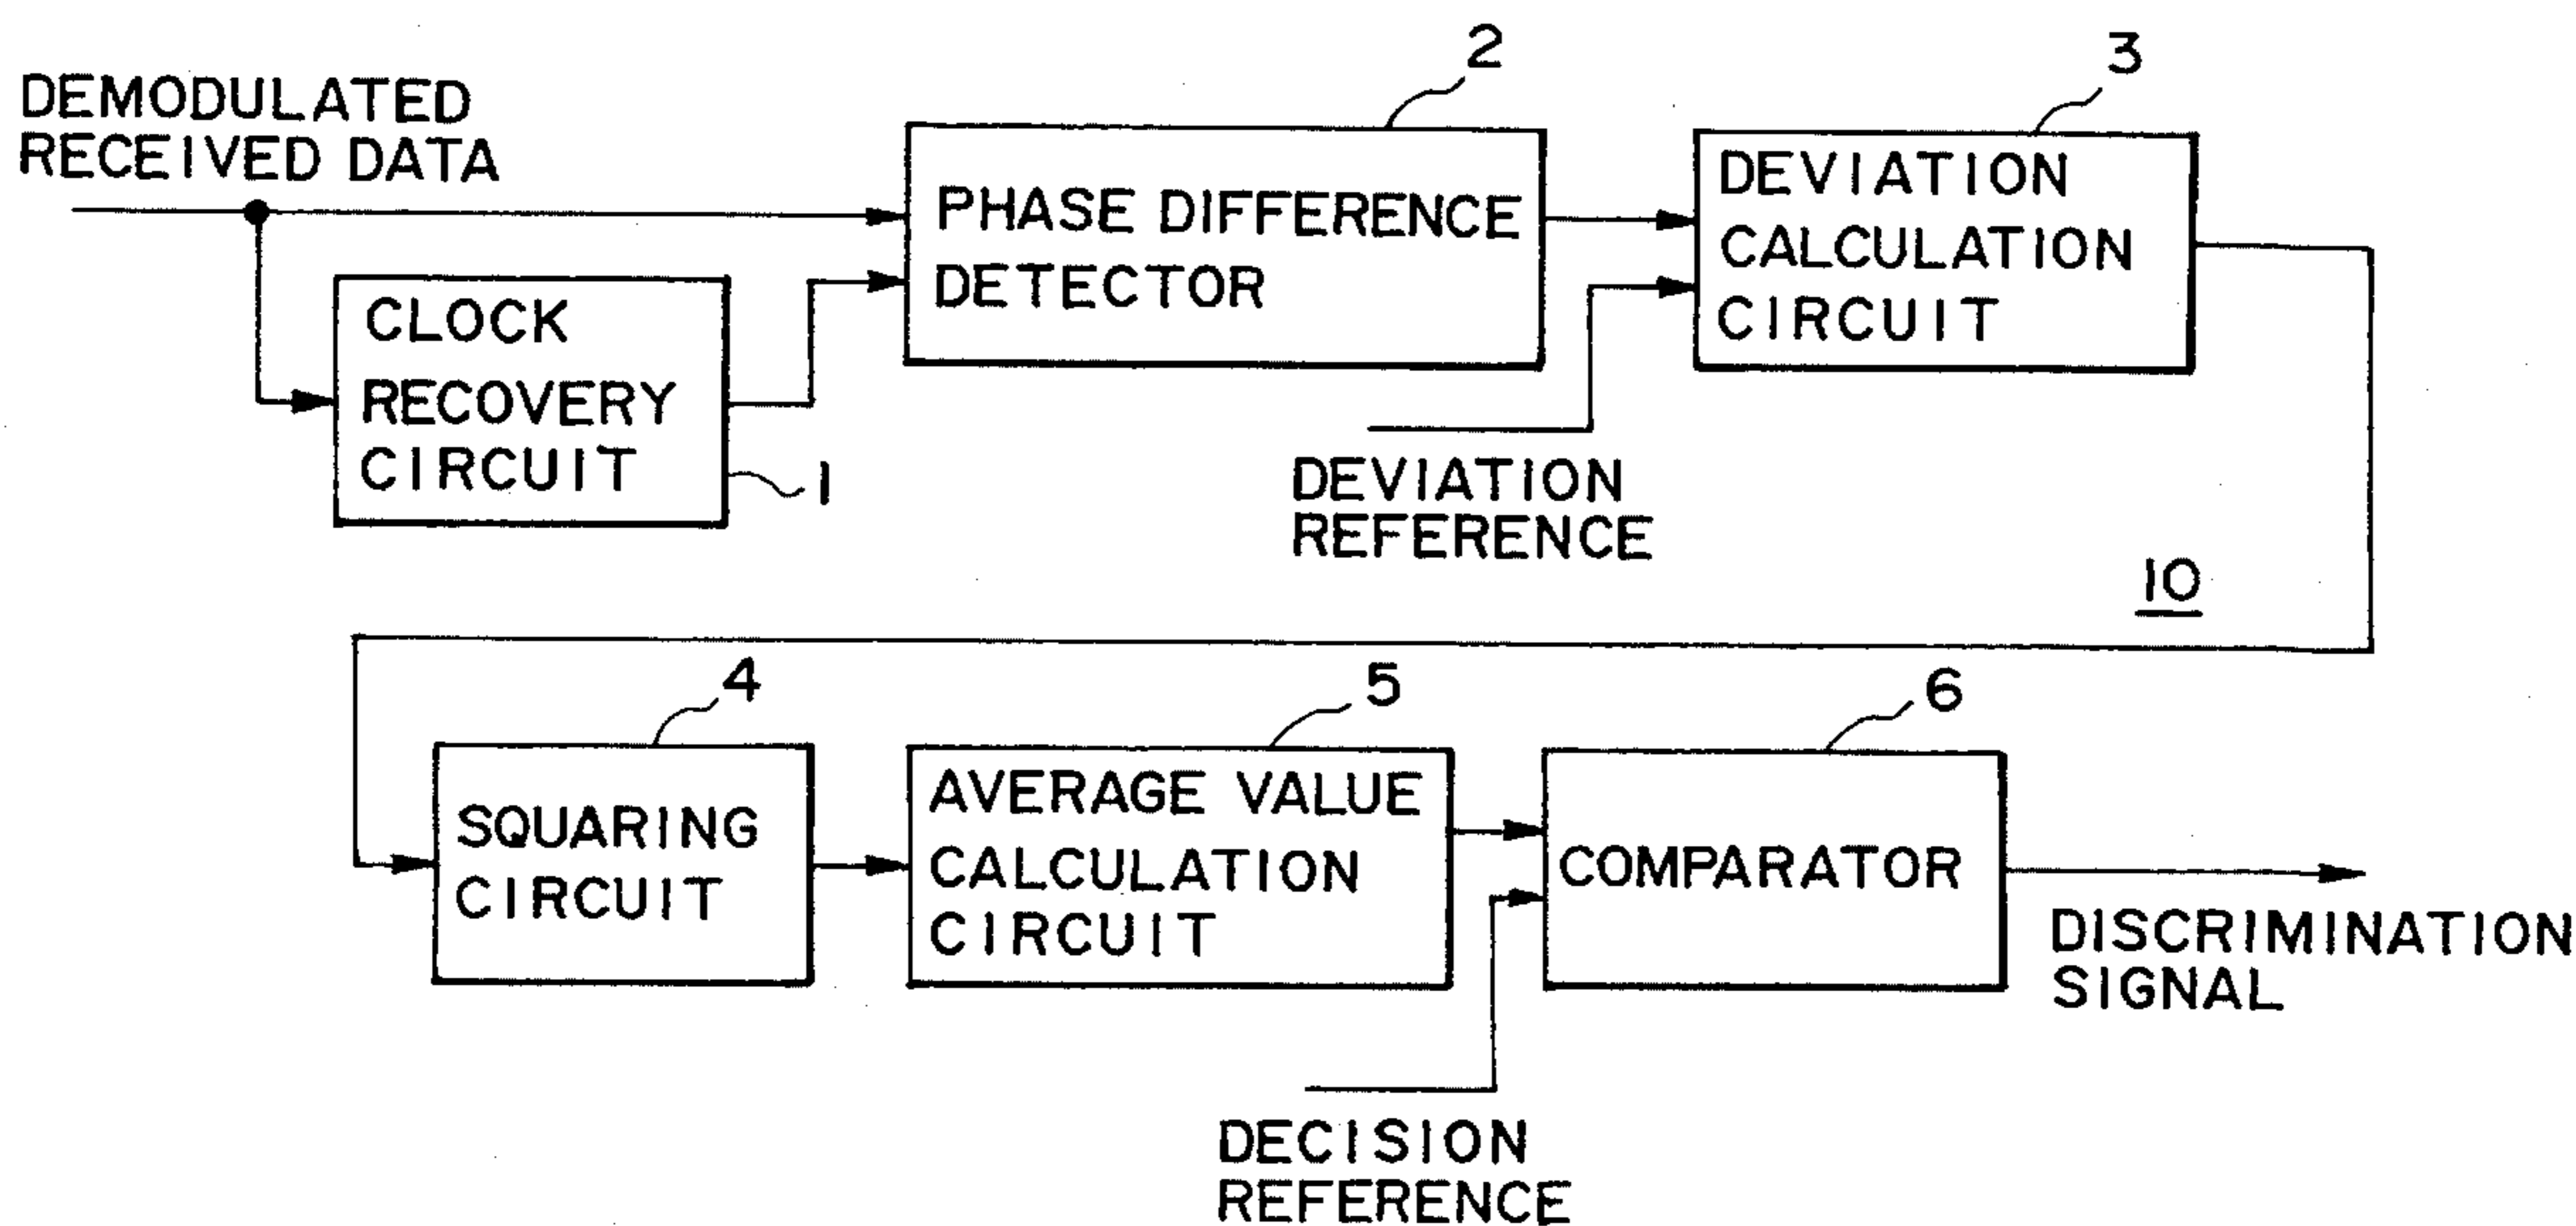 2
3
DEMODULATED
RECEIVED DATA
PHASE DIFFERENCE
DETECTOR
DEVIATION
CALCULATION
CIRCUIT
CLOCK
RECOVERY
CIRCUIT
1
DEVIATION
REFERENCE
10
4
5
6
SQUARING
CIRCUIT
AVERAGE VALUE
CALCULATION
CIRCUIT
COMPARATOR
DISCRIMINATION
SIGNAL
DECISION
REFERENCE